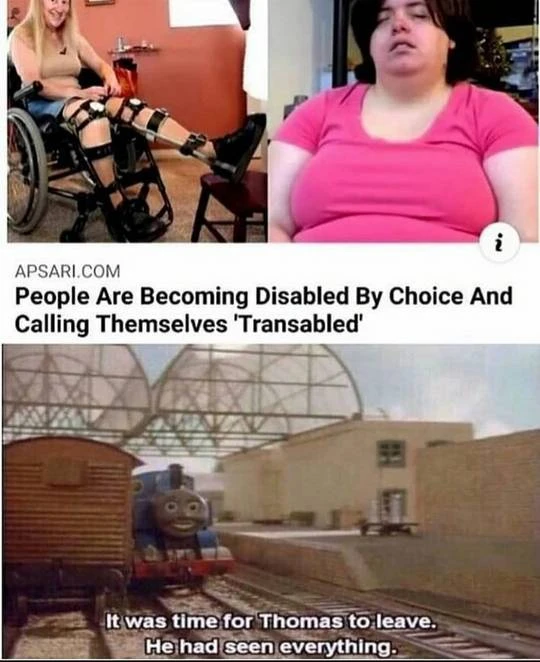 i
APSARI.COM
People Are Becoming Disabled By Choice And
Calling Themselves 'Transabled'
It was time for Thomas to leave.
He had seen everything.